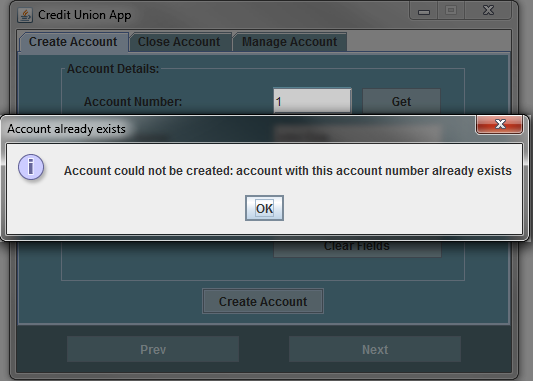 Credit Union App
Create Account Close Account Manage Account
Account Details:
Account Number: 1 Get
Account already exists
i Account could not be created: account with this account number already exists
OK
Clear Fields
Create Account
Prev Next